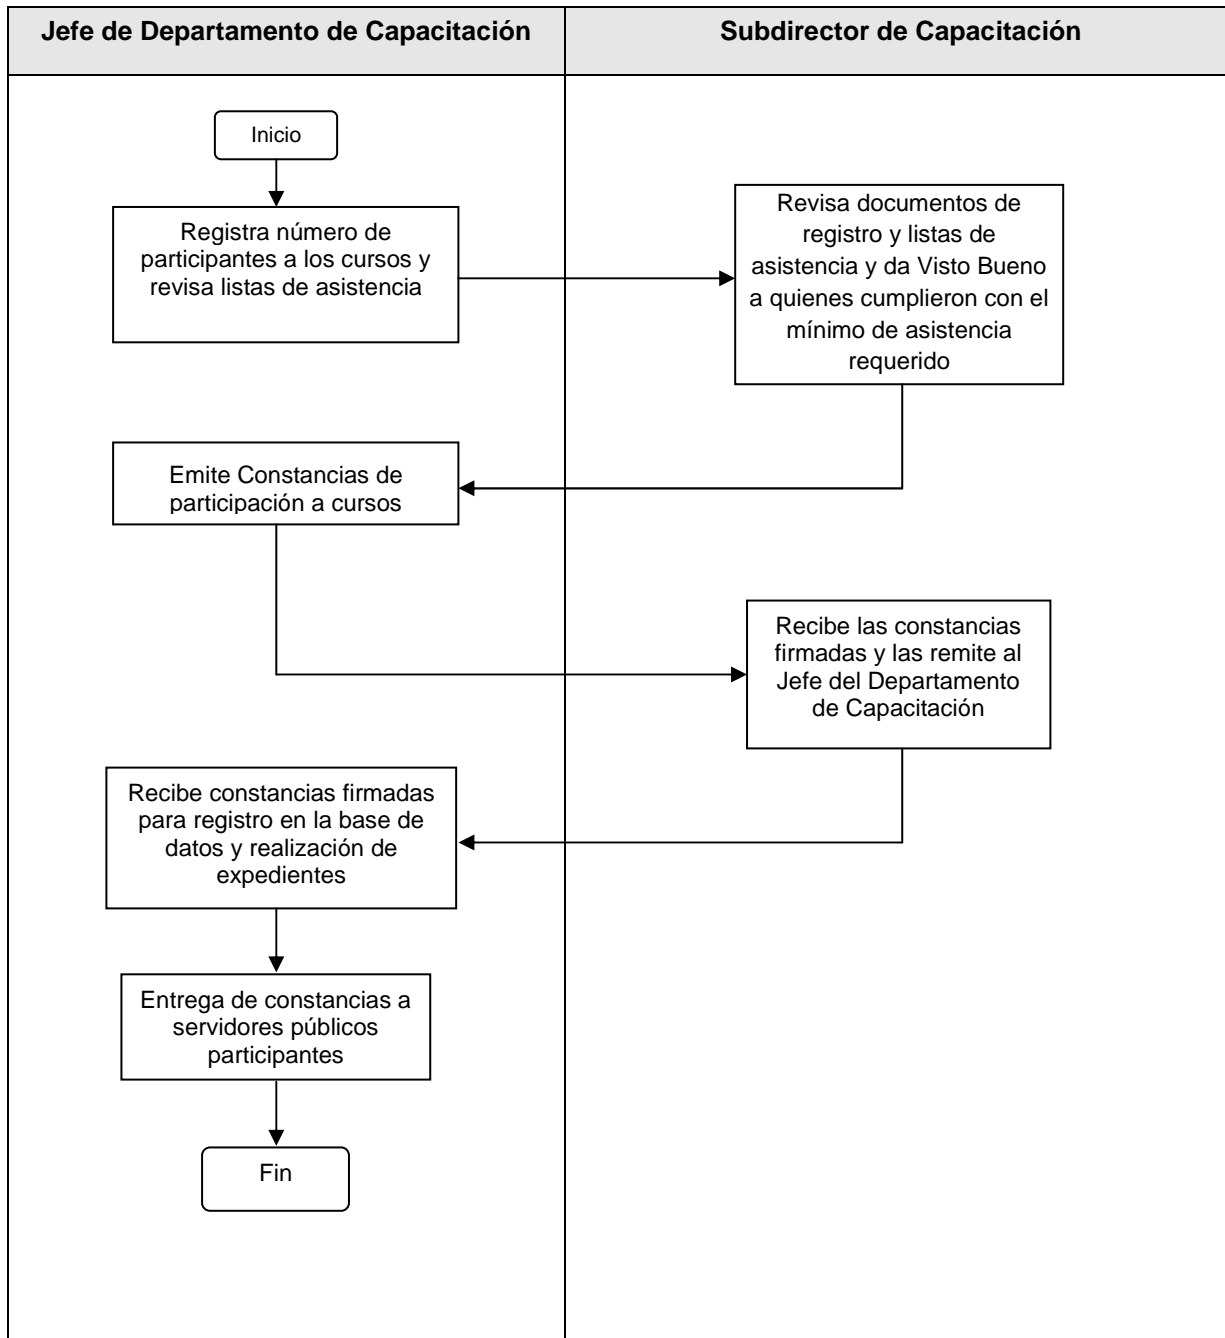 Jefe de Departamento de Capacitación
Subdirector de Capacitación
Inicio
Registra número de
participantes a los cursos y
revisa listas de asistencia
Revisa documentos de
registro y listas de
asistencia y da Visto Bueno
a quienes cumplieron con el
mínimo de asistencia
requerido
Emite Constancias de
participación a cursos
Recibe las constancias
firmadas y las remite al
Jefe del Departamento
de Capacitación
Recibe constancias firmadas
para registro en la base de
datos y realización de
expedientes
Entrega de constancias a
servidores públicos
participantes
Fin